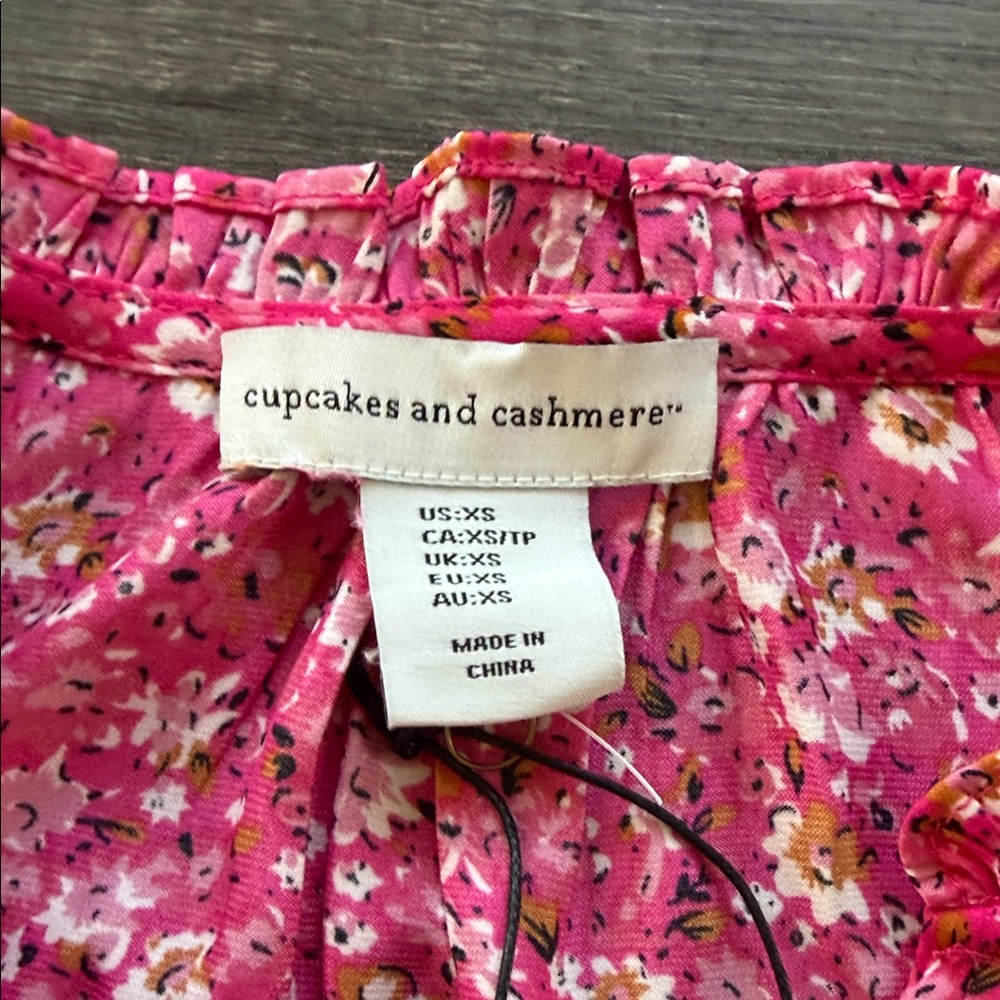 cupcakes and cashmere™
US:XS
CA:XS/TP
UK:XS
EU:XS
AU:XS
MADE IN
CHINA